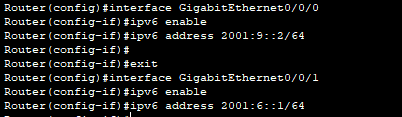 Router(config)#interface GigabitEthernet0/0/0
Router(config-if)#ipv6 enable
Router(config-if)#ipv6 address 2001:9::2/64
Router(config-if)#
Router(config-if)#exit
Router(config)#interface GigabitEthernet0/0/1
Router(config-if)#ipv6 enable
Router(config-if)#ipv6 address 2001:6::1/64